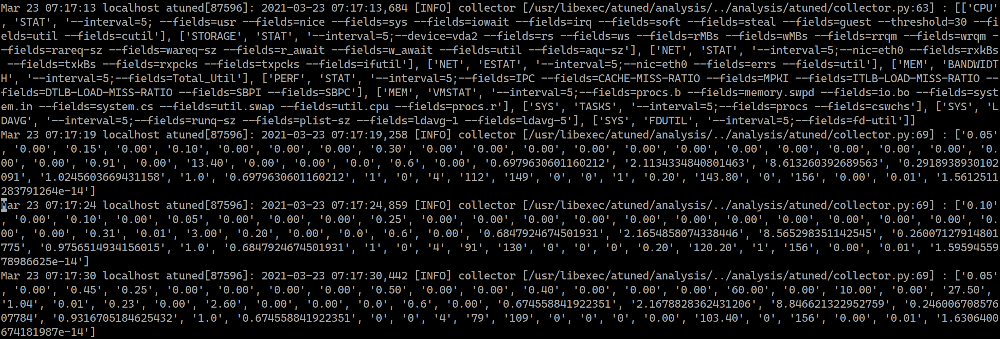 Mar 23 07:17:13 localhost atuned[87596]: 2021-03-23 07:17:13,684 [INFO] collector [/usr/libexec/atuned/analysis/../analysis/atuned/collector.py:63] : [['CPU'
, 'STAT', '--interval=5; --fields=usr --fields=nice --fields=sys --fields=iowait --fields=irq --fields=soft --fields=steal --fields=guest --threshold=30 --fi
elds=util --fields=cutil'], ['STORAGE', 'STAT', '--interval=5;--device=vda2 --fields=rs --fields=ws --fields=rMBs --fields=wMBs --fields=rrqm --fields=wrqm -
-fields=rareq-sz --fields=wareq-sz --fields=r_await --fields=w_await --fields=util --fields=aqu-sz'], ['NET', 'STAT', '--interval=5;--nic=eth0 --fields=rxkBs
 --fields=txkBs --fields=rxpcks --fields=txpcks --fields=ifutil'], ['NET', 'ESTAT', '--interval=5;--nic=eth0 --fields=errs --fields=util'], ['MEM', 'BANDWIDT
H', '--interval=5;--fields=Total_Util'], ['PERF', 'STAT', '--interval=5;--fields=IPC --fields=CACHE-MISS-RATIO --fields=MPKI --fields=ITLB-LOAD-MISS-RATIO --
fields=DTLB-LOAD-MISS-RATIO --fields=SBPI --fields=SBPC'], ['MEM', 'VMSTAT', '--interval=5;--fields=procs.b --fields=memory.swpd --fields=io.bo --fields=syst
em.in --fields=system.cs --fields=util.swap --fields=util.cpu --fields=procs.r'], ['SYS', 'TASKS', '--interval=5;--fields=procs --fields=cswchs'], ['SYS', 'L
DAVG', '--interval=5;--fields=runq-sz --fields=plist-sz --fields=ldavg-1 --fields=ldavg-5'], ['SYS', 'FDUTIL', '--interval=5;--fields=fd-util']]
Mar 23 07:17:19 localhost atuned[87596]: 2021-03-23 07:17:19,258 [INFO] collector [/usr/libexec/atuned/analysis/../analysis/atuned/collector.py:69] : ['0.05'
, '0.00', '0.15', '0.00', '0.10', '0.00', '0.00', '0.00', '0.30', '0.00', '0.00', '0.00', '0.00', '0.00', '0.00', '0.00', '0.00', '0.00', '0.00', '0.00', '0.
00', '0.00', '0.91', '0.00', '13.40', '0.00', '0.00', '0.0', '0.6', '0.00', '0.6979630601160212', '2.1134334840801463', '8.613260392689563', '0.2918938930102
091', '1.0245603669431158', '1.0', '0.6979630601160212', '1', '0', '4', '112', '149', '0', '0', '1', '0.20', '143.80', '0', '156', '0.00', '0.01', '1.5612511
283791264e-14']
Mar 23 07:17:24 localhost atuned[87596]: 2021-03-23 07:17:24,859 [INFO] collector [/usr/libexec/atuned/analysis/../analysis/atuned/collector.py:69] : ['0.10'
, '0.00', '0.10', '0.00', '0.05', '0.00', '0.00', '0.00', '0.25', '0.00', '0.00', '0.00', '0.00', '0.00', '0.00', '0.00', '0.00', '0.00', '0.00', '0.00', '0.
00', '0.00', '0.31', '0.01', '3.00', '0.20', '0.00', '0.0', '0.6', '0.00', '0.6847924674501931', '2.1654858074338446', '8.565298351142545', '0.26007127914801
775', '0.9756514934156015', '1.0', '0.6847924674501931', '1', '0', '4', '91', '130', '0', '0', '0', '0.20', '120.20', '1', '156', '0.00', '0.01', '1.59594559
78986625e-14']
Mar 23 07:17:30 localhost atuned[87596]: 2021-03-23 07:17:30,442 [INFO] collector [/usr/libexec/atuned/analysis/../analysis/atuned/collector.py:69] : ['0.05'
, '0.00', '0.45', '0.25', '0.00', '0.00', '0.00', '0.00', '0.50', '0.00', '0.00', '0.40', '0.00', '0.00', '0.00', '60.00', '0.00', '10.00', '0.00', '27.50',
'1.04', '0.01', '0.23', '0.00', '2.60', '0.00', '0.00', '0.0', '0.6', '0.00', '0.674558841922351', '2.1678828362431206', '8.846621322952759', '0.246006708576
07784', '0.9316705184625432', '1.0', '0.674558841922351', '0', '0', '4', '79', '109', '0', '0', '0', '0.00', '103.40', '0', '156', '0.00', '0.01', '1.6306400
674181987e-14']